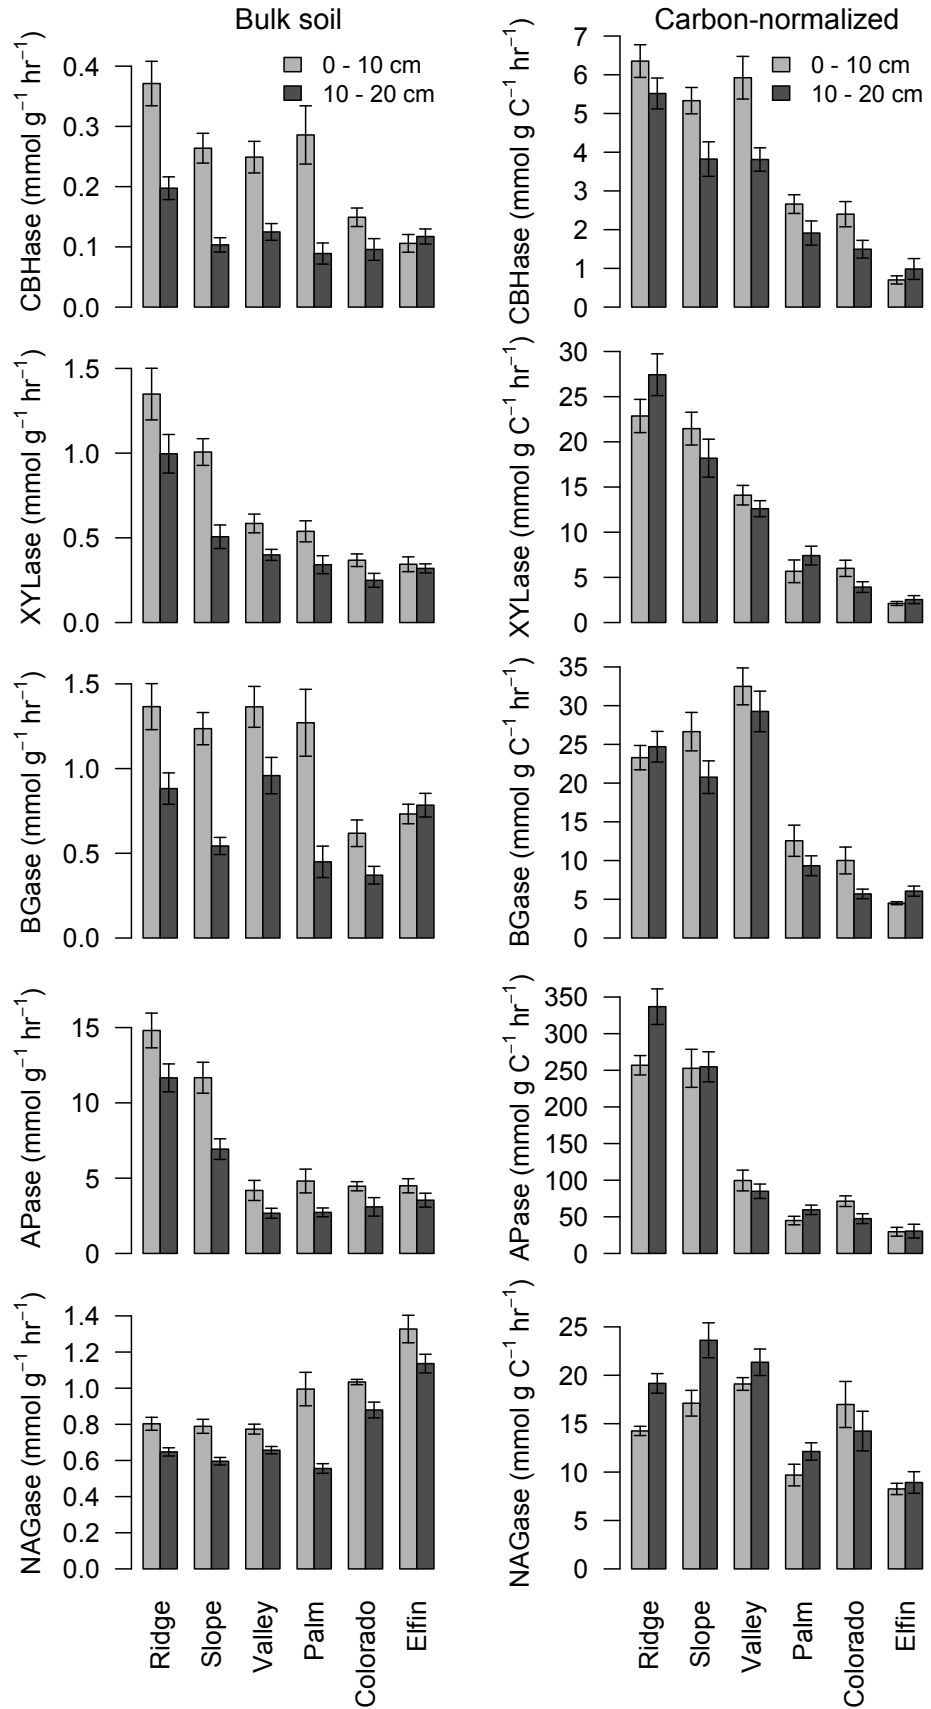 Bulk soil
Carbon-normalized
0 - 10 cm
10 - 20 cm
CBHase (mmol g⁻¹ hr⁻¹)
0.4
0.3
0.2
0.1
0.0
0 - 10 cm
10 - 20 cm
CBHase (mmol g C⁻¹ hr⁻¹)
7
6
5
4
3
2
1
0
XYLase (mmol g⁻¹ hr⁻¹)
1.5
1.0
0.5
0.0
XYLase (mmol g C⁻¹ hr⁻¹)
30
25
20
15
10
5
0
BGase (mmol g⁻¹ hr⁻¹)
1.5
1.0
0.5
0.0
BGase (mmol g C⁻¹ hr⁻¹)
35
30
25
20
15
10
5
0
APase (mmol g⁻¹ hr⁻¹)
15
10
5
0
APase (mmol g C⁻¹ hr⁻¹)
350
300
250
200
150
100
50
0
NAGase (mmol g⁻¹ hr⁻¹)
1.4
1.2
1.0
0.8
0.6
0.4
0.2
0.0
NAGase (mmol g C⁻¹ hr⁻¹)
25
20
15
10
5
0
Ridge
Slope
Valley
Palm
Colorado
Elfin
Ridge
Slope
Valley
Palm
Colorado
Elfin